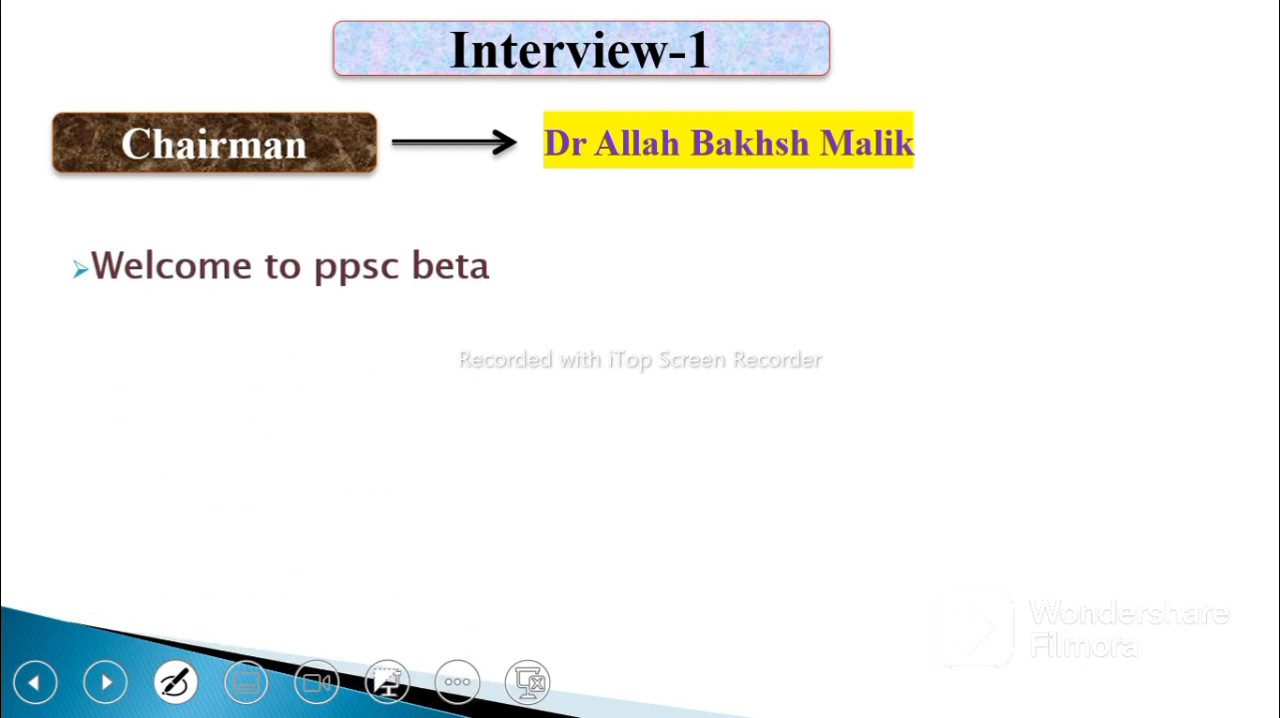 Interview-1
Chairman
Dr Allah Bakhsh Malik
Welcome to ppsc beta
Recorded with iTop Screen Recorder
Wondershare
Filmora